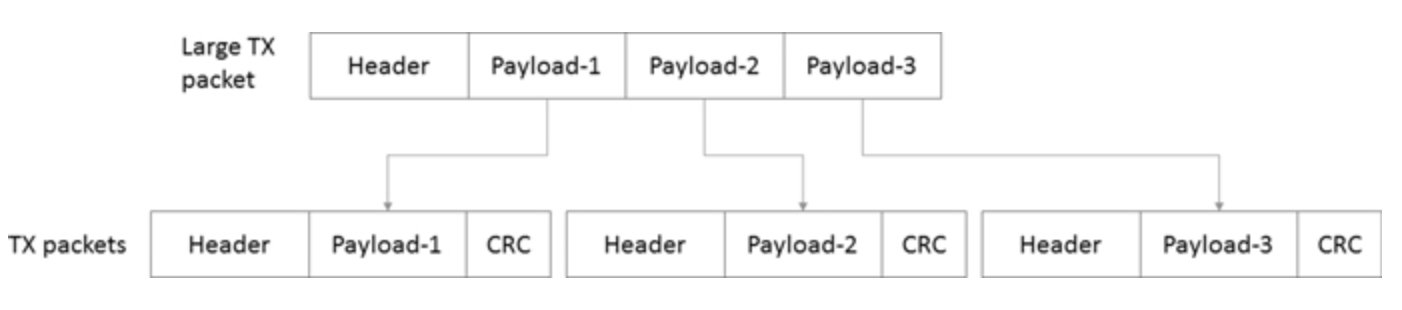 Large TX
packet
Header Payload-1 Payload-2 Payload-3
TX packets Header Payload-1 CRC Header Payload-2 CRC Header Payload-3 CRC